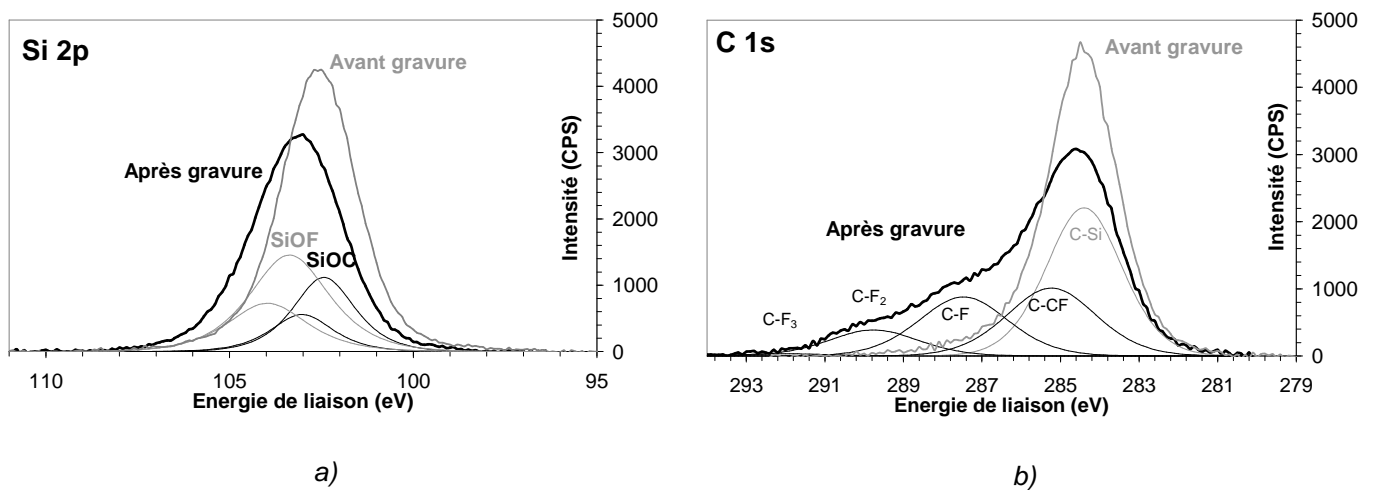 Si 2p
Avant gravure
Après gravure
SiOF
SiOC
5000
4000
3000
2000
1000
0
Intensité (CPS)
110
105
100
95
Energie de liaison (eV)
a)
C 1s
Avant gravure
Après gravure
C-Si
C-F₃
C-F₂
C-F
C-CF
5000
4000
3000
2000
1000
0
Intensité (CPS)
293
291
289
287
285
283
281
279
Energie de liaison (eV)
b)